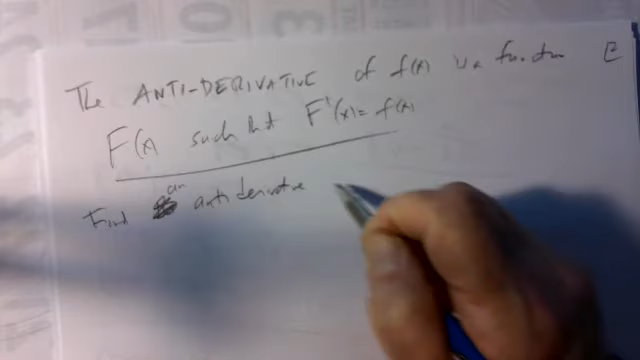 The ANTI-DERIVATIVE of f(x) is a function
F(x) such that F'(x) = f(x)
Find an anti derivative